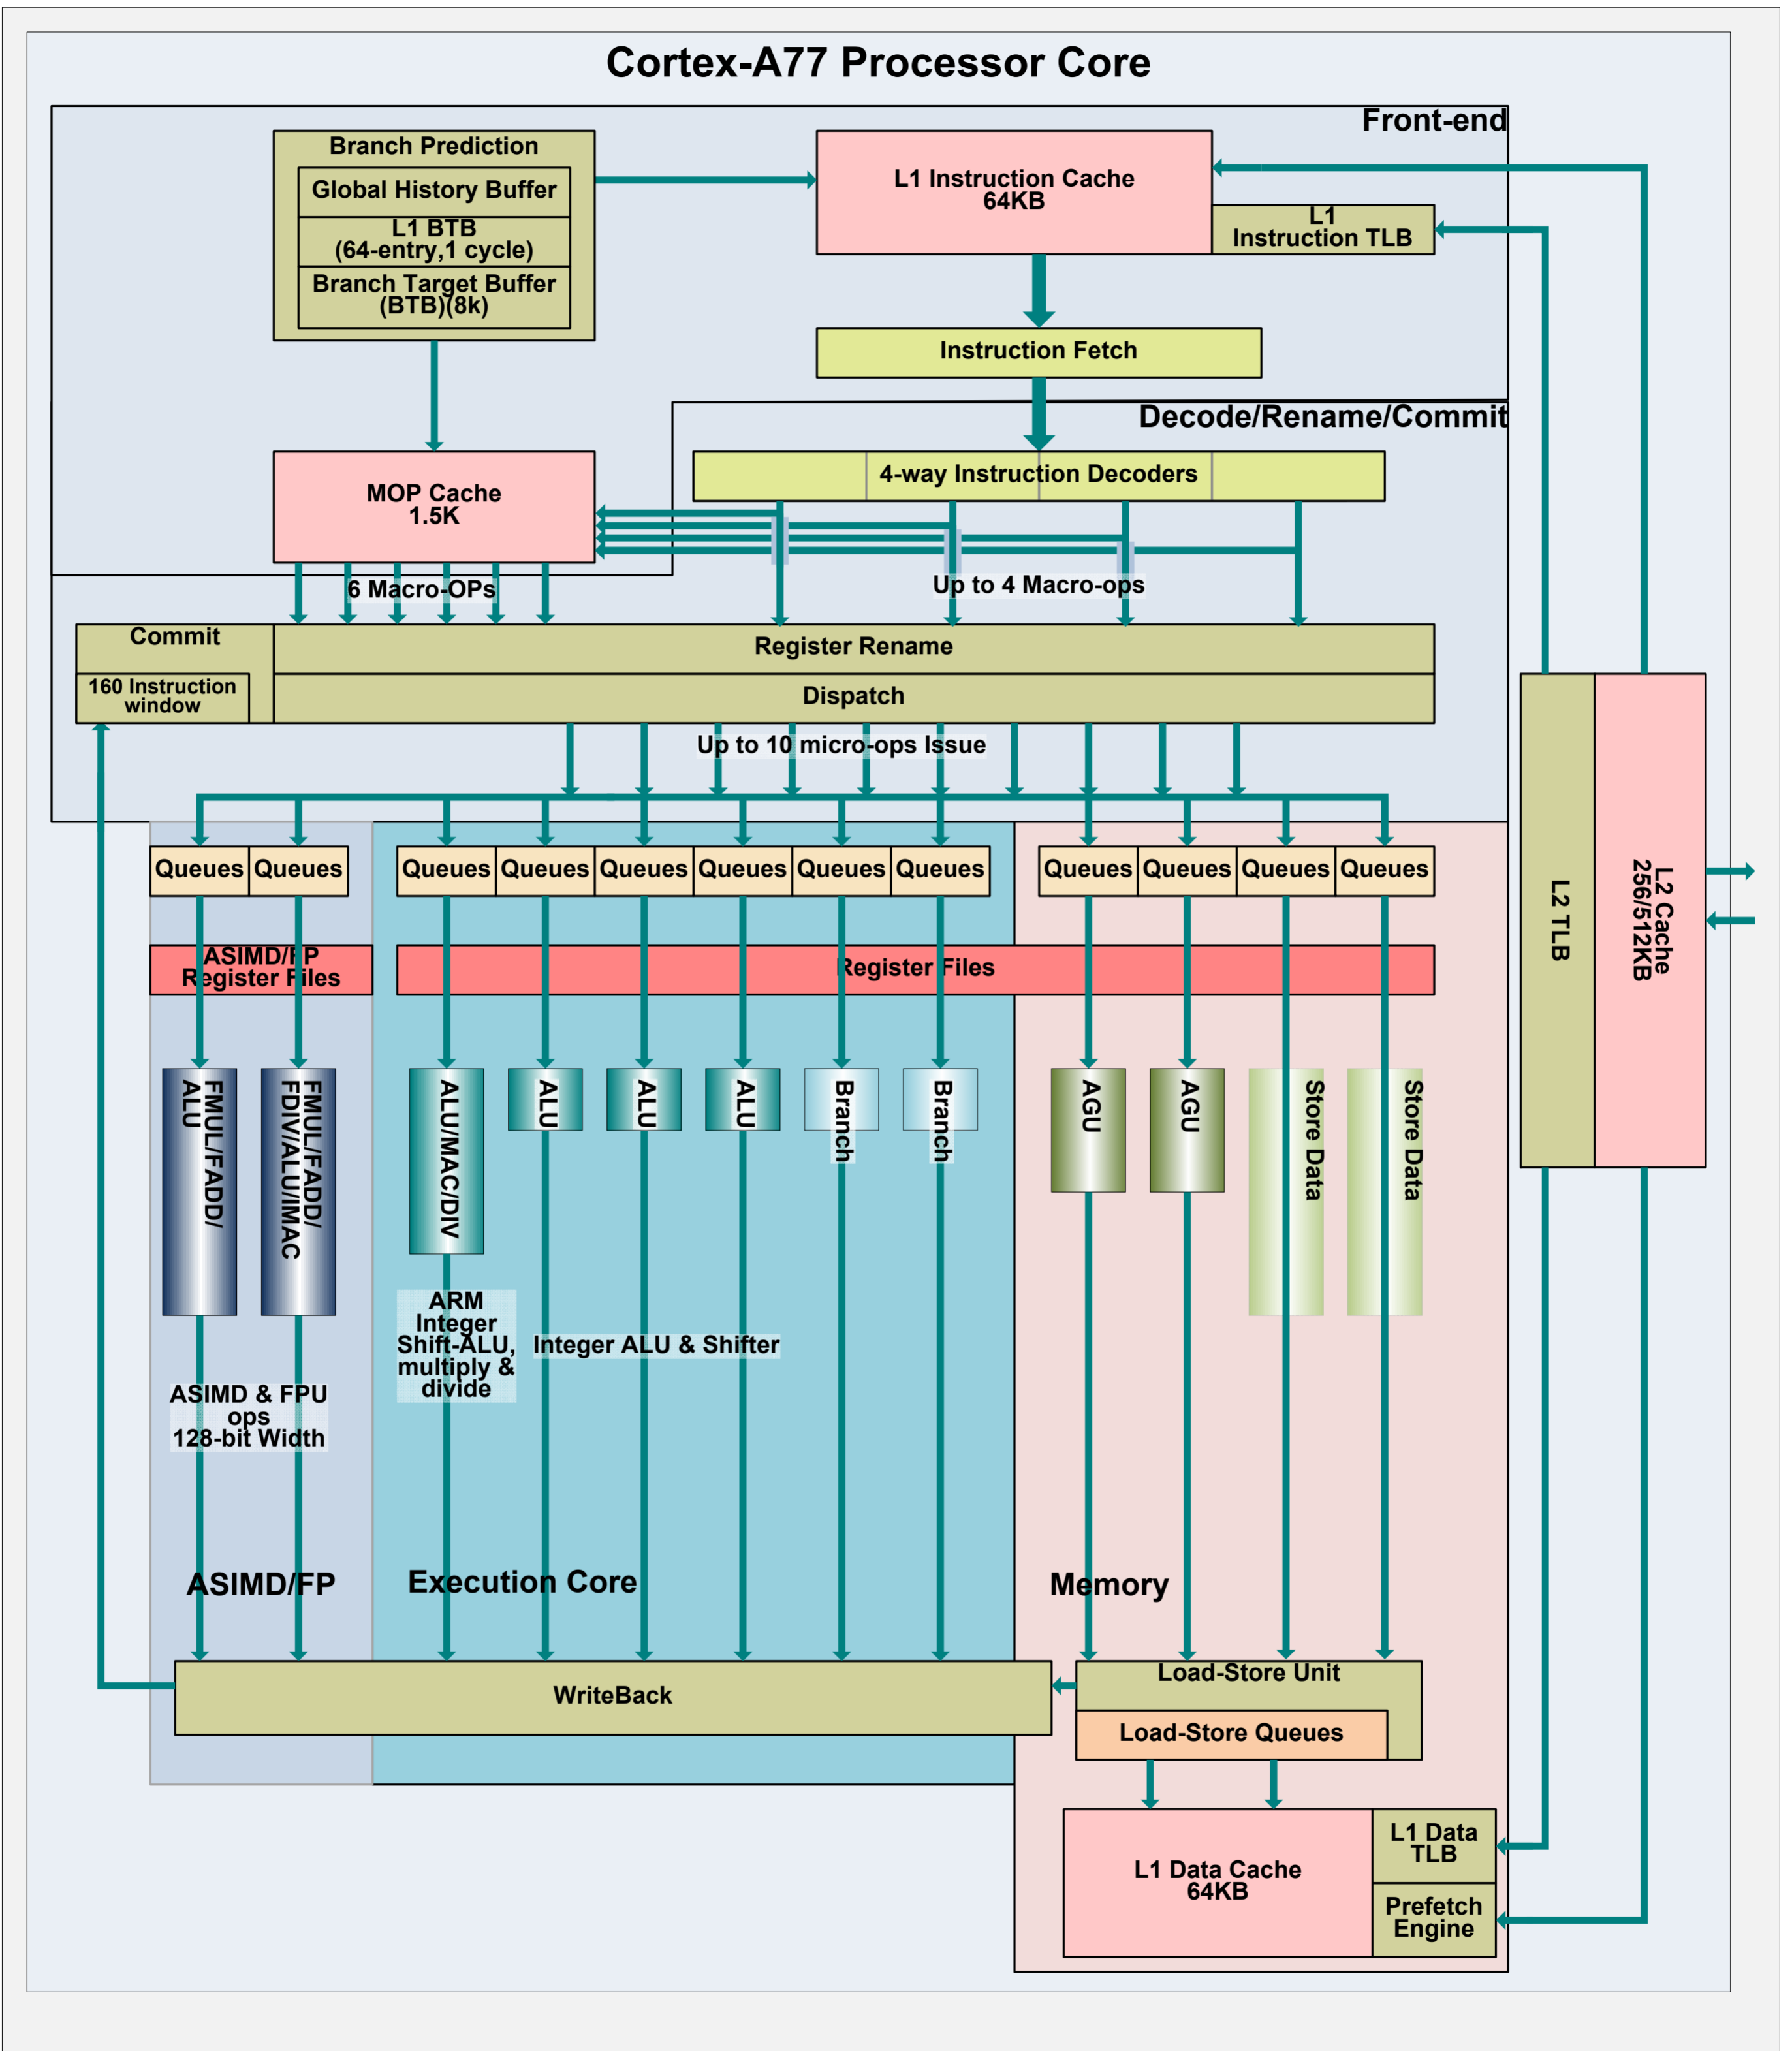 Cortex-A77 Processor Core
Front-end
Branch Prediction
Global History Buffer
L1 BTB
(64-entry,1 cycle)
Branch Target Buffer
(BTB)(8k)
L1 Instruction Cache
64KB
L1
Instruction TLB
Instruction Fetch
Decode/Rename/Commit
4-way Instruction Decoders
MOP Cache
1.5K
6 Macro-OPs
Up to 4 Macro-ops
Commit
160 Instruction
window
Register Rename
Dispatch
Up to 10 micro-ops Issue
Queues
Queues
Queues
Queues
Queues
Queues
Queues
Queues
Queues
Queues
Queues
Queues
ASIMD/FP
Register Files
Register Files
FMUL/FADD/
ALU
FMUL/FADD/
FDIV/ALU/IMAC
ALU/MAC/DIV
ALU
ALU
ALU
Branch
Branch
AGU
AGU
Store Data
Store Data
L2 TLB
L2 Cache
256/512KB
ARM
Integer
Shift-ALU,
multiply &
divide
Integer ALU & Shifter
ASIMD & FPU
ops
128-bit Width
ASIMD/FP
Execution Core
Memory
WriteBack
Load-Store Unit
Load-Store Queues
L1 Data Cache
64KB
L1 Data
TLB
Prefetch
Engine